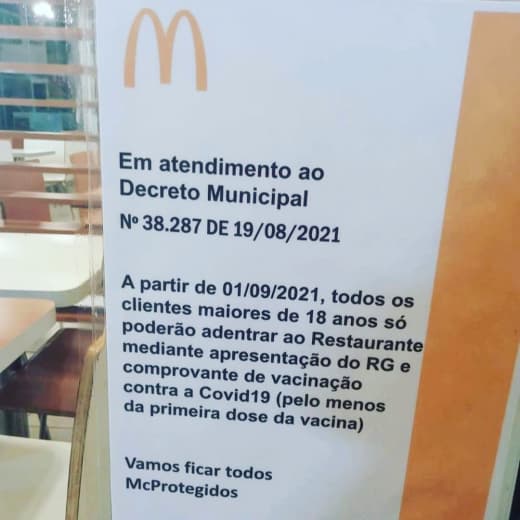 Em atendimento ao
Decreto Municipal
Nº 38.287 DE 19/08/2021
A partir de 01/09/2021, todos os
clientes maiores de 18 anos só
poderão adentrar ao Restaurante
mediante apresentação do RG e
comprovante de vacinação
contra a Covid19 (pelo menos
da primeira dose da vacina)
Vamos ficar todos
McProtegidos